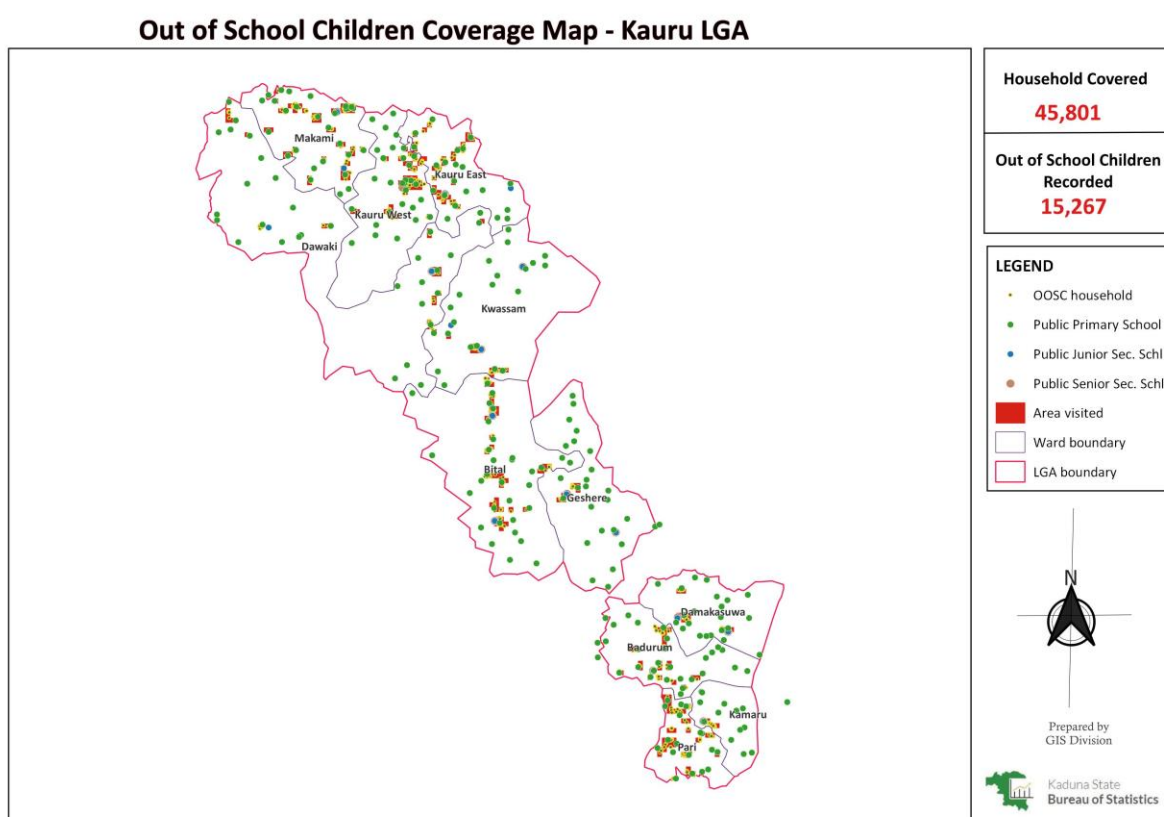 Out of School Children Coverage Map - Kauru LGA
Household Covered
45,801
Out of School Children
Recorded
15,267
LEGEND
OOSC household
Public Primary School
Public Junior Sec. Schl
Public Senior Sec. Schl
Area visited
Ward boundary
LGA boundary
Makami
Kauru East
Kauru West
Dawaki
Kwassam
Bital
Geshere
Damakasuwa
Badurum
Kamaru
Pari
N
Prepared by
GIS Division
Kaduna State
Bureau of Statistics